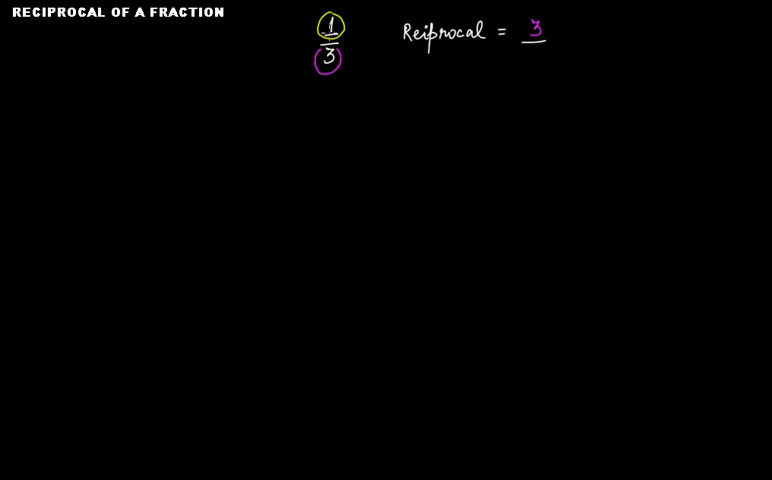 RECIPROCAL OF A FRACTION
1/3 Reiprocal = 3/